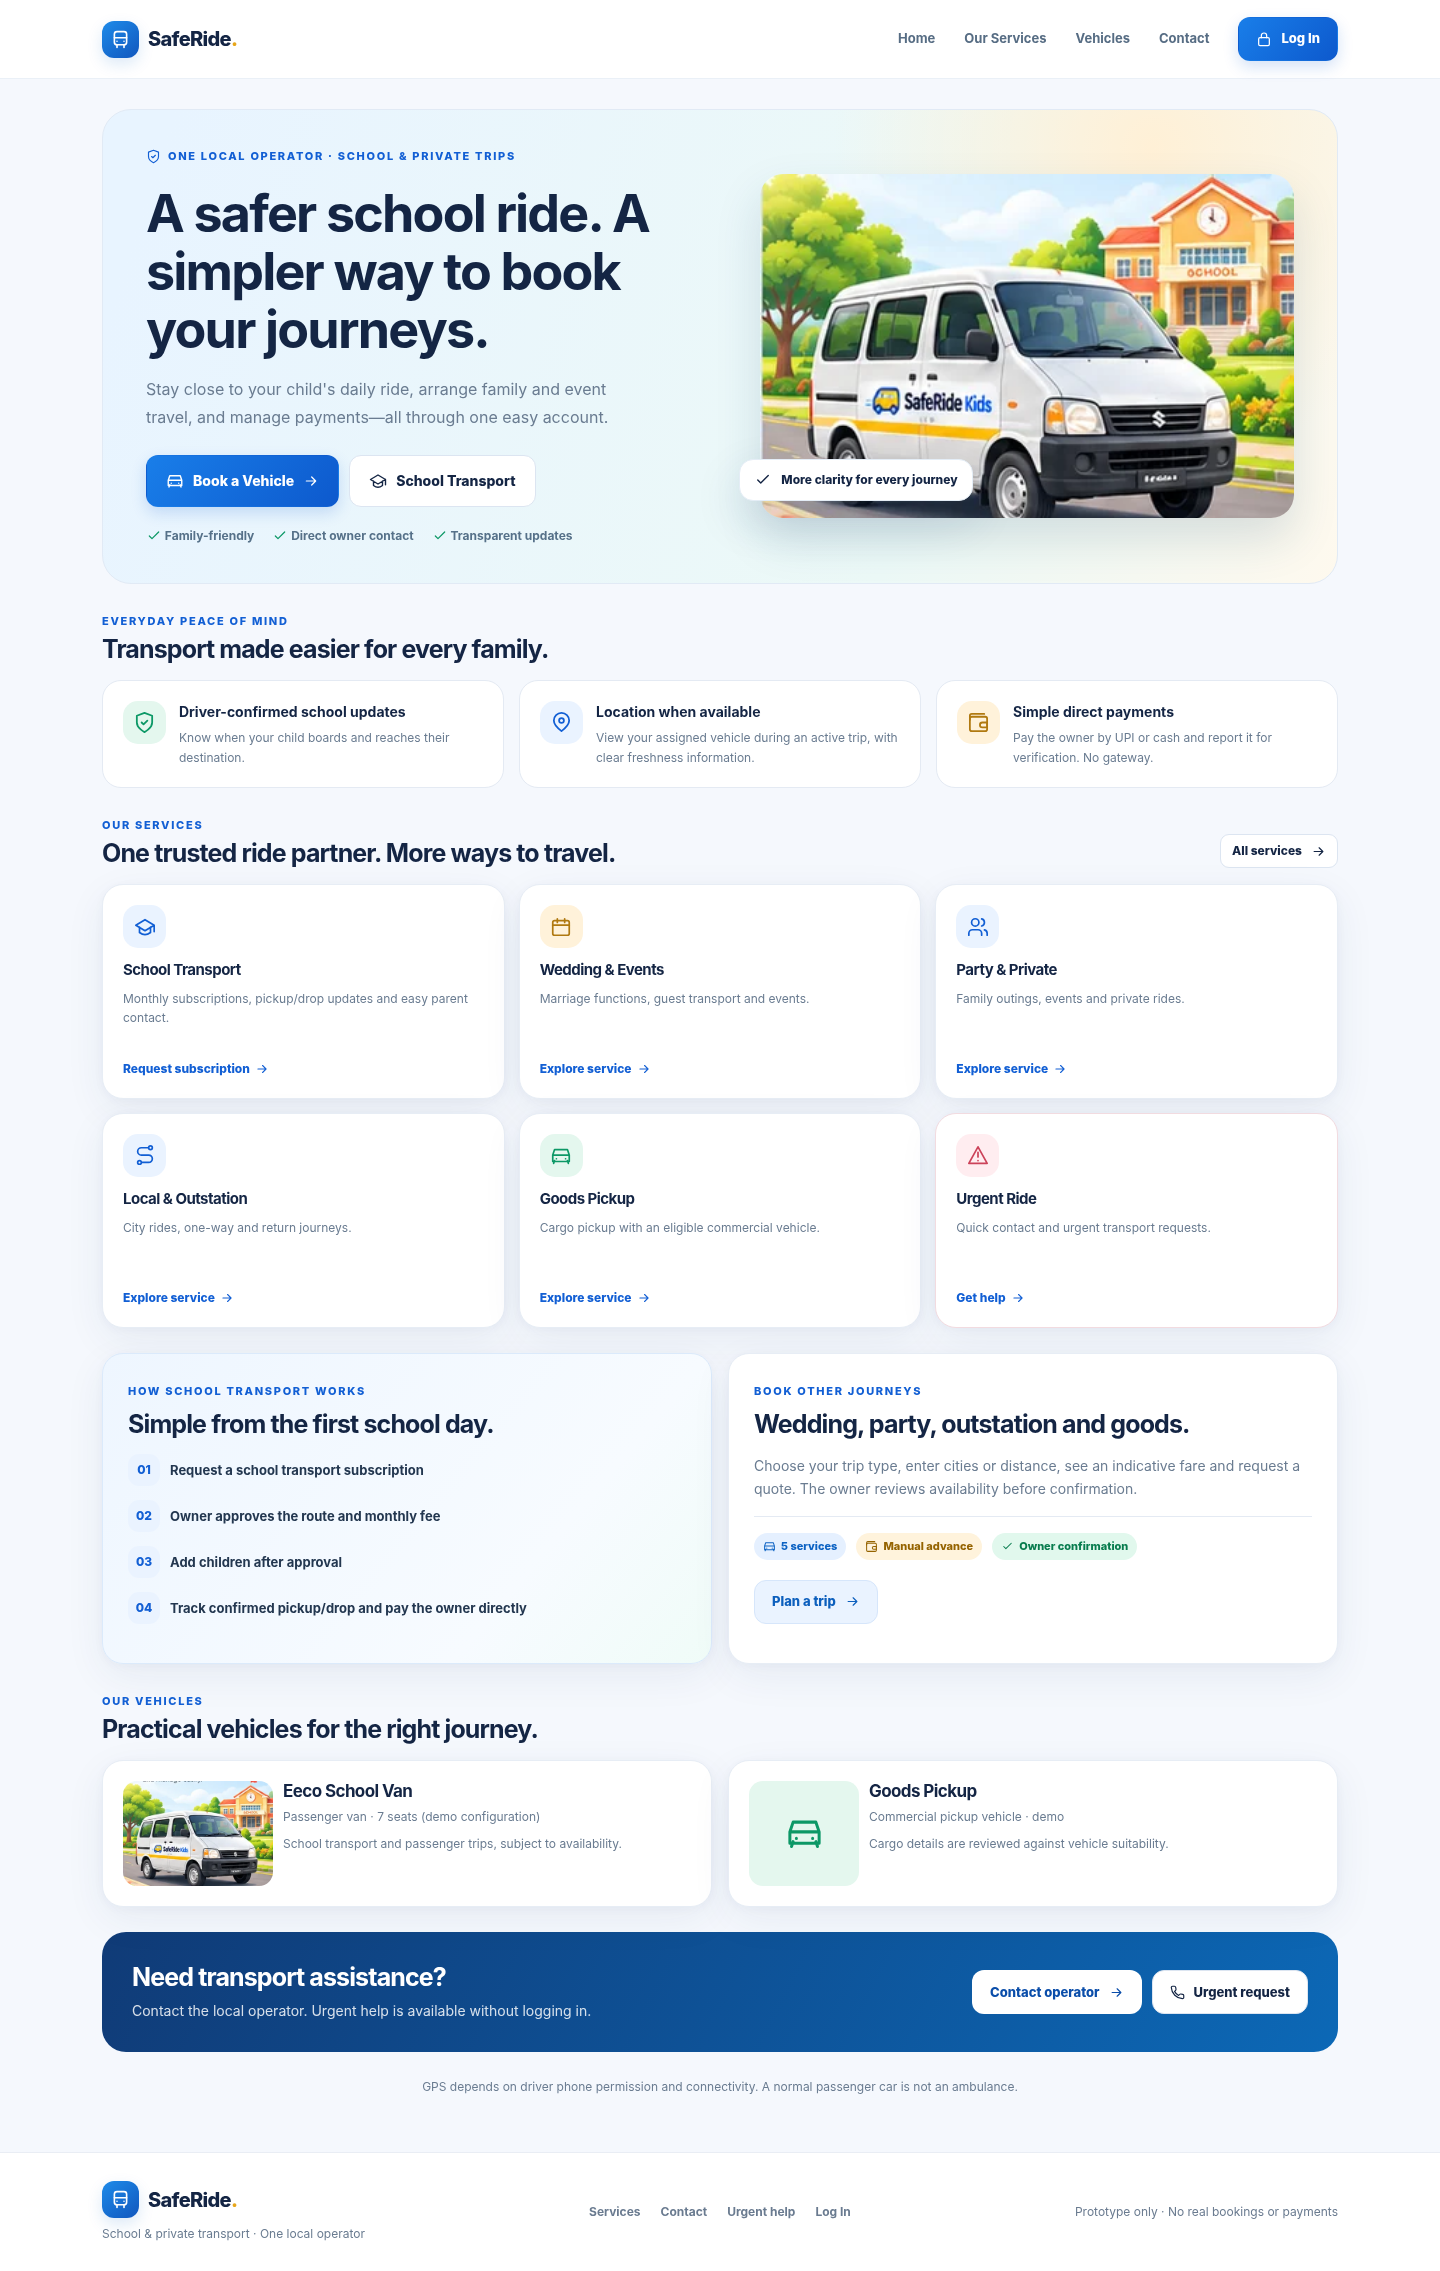 SafeRide.
Home
Our Services
Vehicles
Contact
Log In
ONE LOCAL OPERATOR · SCHOOL & PRIVATE TRIPS
A safer school ride. A
simpler way to book
your journeys.
Stay close to your child's daily ride, arrange family and event
travel, and manage payments—all through one easy account.
Book a Vehicle
School Transport
Family-friendly
Direct owner contact
Transparent updates
SCHOOL
SafeRide Kids
More clarity for every journey
EVERYDAY PEACE OF MIND
Transport made easier for every family.
Driver-confirmed school updates
Know when your child boards and reaches their
destination.
Location when available
View your assigned vehicle during an active trip, with
clear freshness information.
Simple direct payments
Pay the owner by UPI or cash and report it for
verification. No gateway.
OUR SERVICES
One trusted ride partner. More ways to travel.
All services
School Transport
Monthly subscriptions, pickup/drop updates and easy parent
contact.
Request subscription
Wedding & Events
Marriage functions, guest transport and events.
Explore service
Party & Private
Family outings, events and private rides.
Explore service
Local & Outstation
City rides, one-way and return journeys.
Explore service
Goods Pickup
Cargo pickup with an eligible commercial vehicle.
Explore service
Urgent Ride
Quick contact and urgent transport requests.
Get help
HOW SCHOOL TRANSPORT WORKS
Simple from the first school day.
01 Request a school transport subscription
02 Owner approves the route and monthly fee
03 Add children after approval
04 Track confirmed pickup/drop and pay the owner directly
BOOK OTHER JOURNEYS
Wedding, party, outstation and goods.
Choose your trip type, enter cities or distance, see an indicative fare and request a
quote. The owner reviews availability before confirmation.
5 services
Manual advance
Owner confirmation
Plan a trip
OUR VEHICLES
Practical vehicles for the right journey.
SafeRide Kids
Eeco School Van
Passenger van · 7 seats (demo configuration)
School transport and passenger trips, subject to availability.
Goods Pickup
Commercial pickup vehicle · demo
Cargo details are reviewed against vehicle suitability.
Need transport assistance?
Contact the local operator. Urgent help is available without logging in.
Contact operator
Urgent request
GPS depends on driver phone permission and connectivity. A normal passenger car is not an ambulance.
SafeRide.
School & private transport · One local operator
Services
Contact
Urgent help
Log In
Prototype only · No real bookings or payments